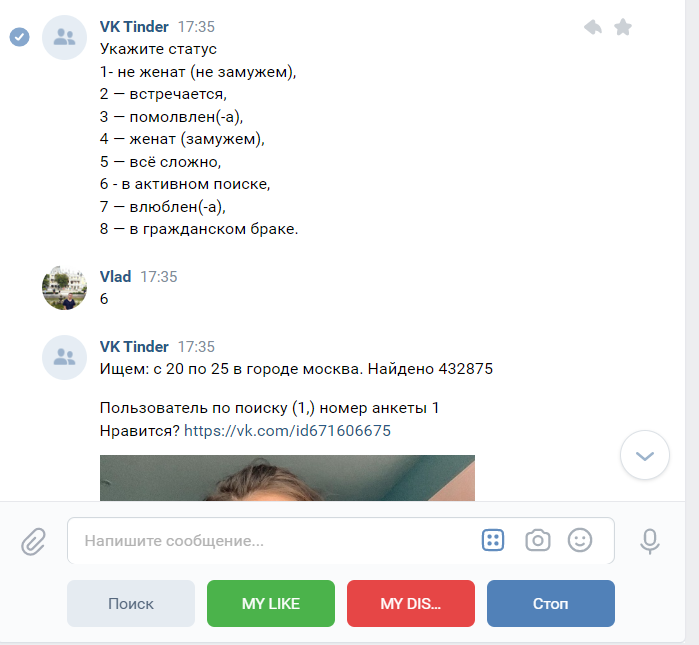 VK Tinder 17:35
Укажите статус
1- не женат (не замужем),
2 — встречается,
3 — помолвлен(-а),
4 — женат (замужем),
5 — всё сложно,
6 - в активном поиске,
7 — влюблен(-а),
8 — в гражданском браке.
Vlad 17:35
6
VK Tinder 17:35
Ищем: с 20 по 25 в городе москва. Найдено 432875
Пользователь по поиску (1,) номер анкеты 1
Нравится? https://vk.com/id671606675
Напишите сообщение...
Поиск MY LIKE MY DIS... Стоп